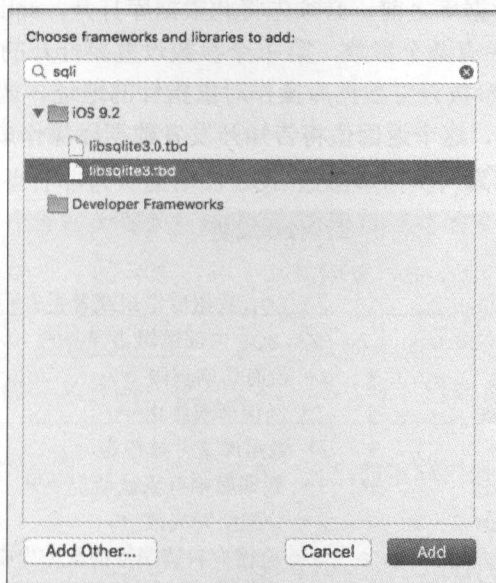 Choose frameworks and libraries to add:
sqli
iOS 9.2
libsqlite3.0.tbd
libsqlite3.tbd
Developer Frameworks
Add Other...
Cancel
Add